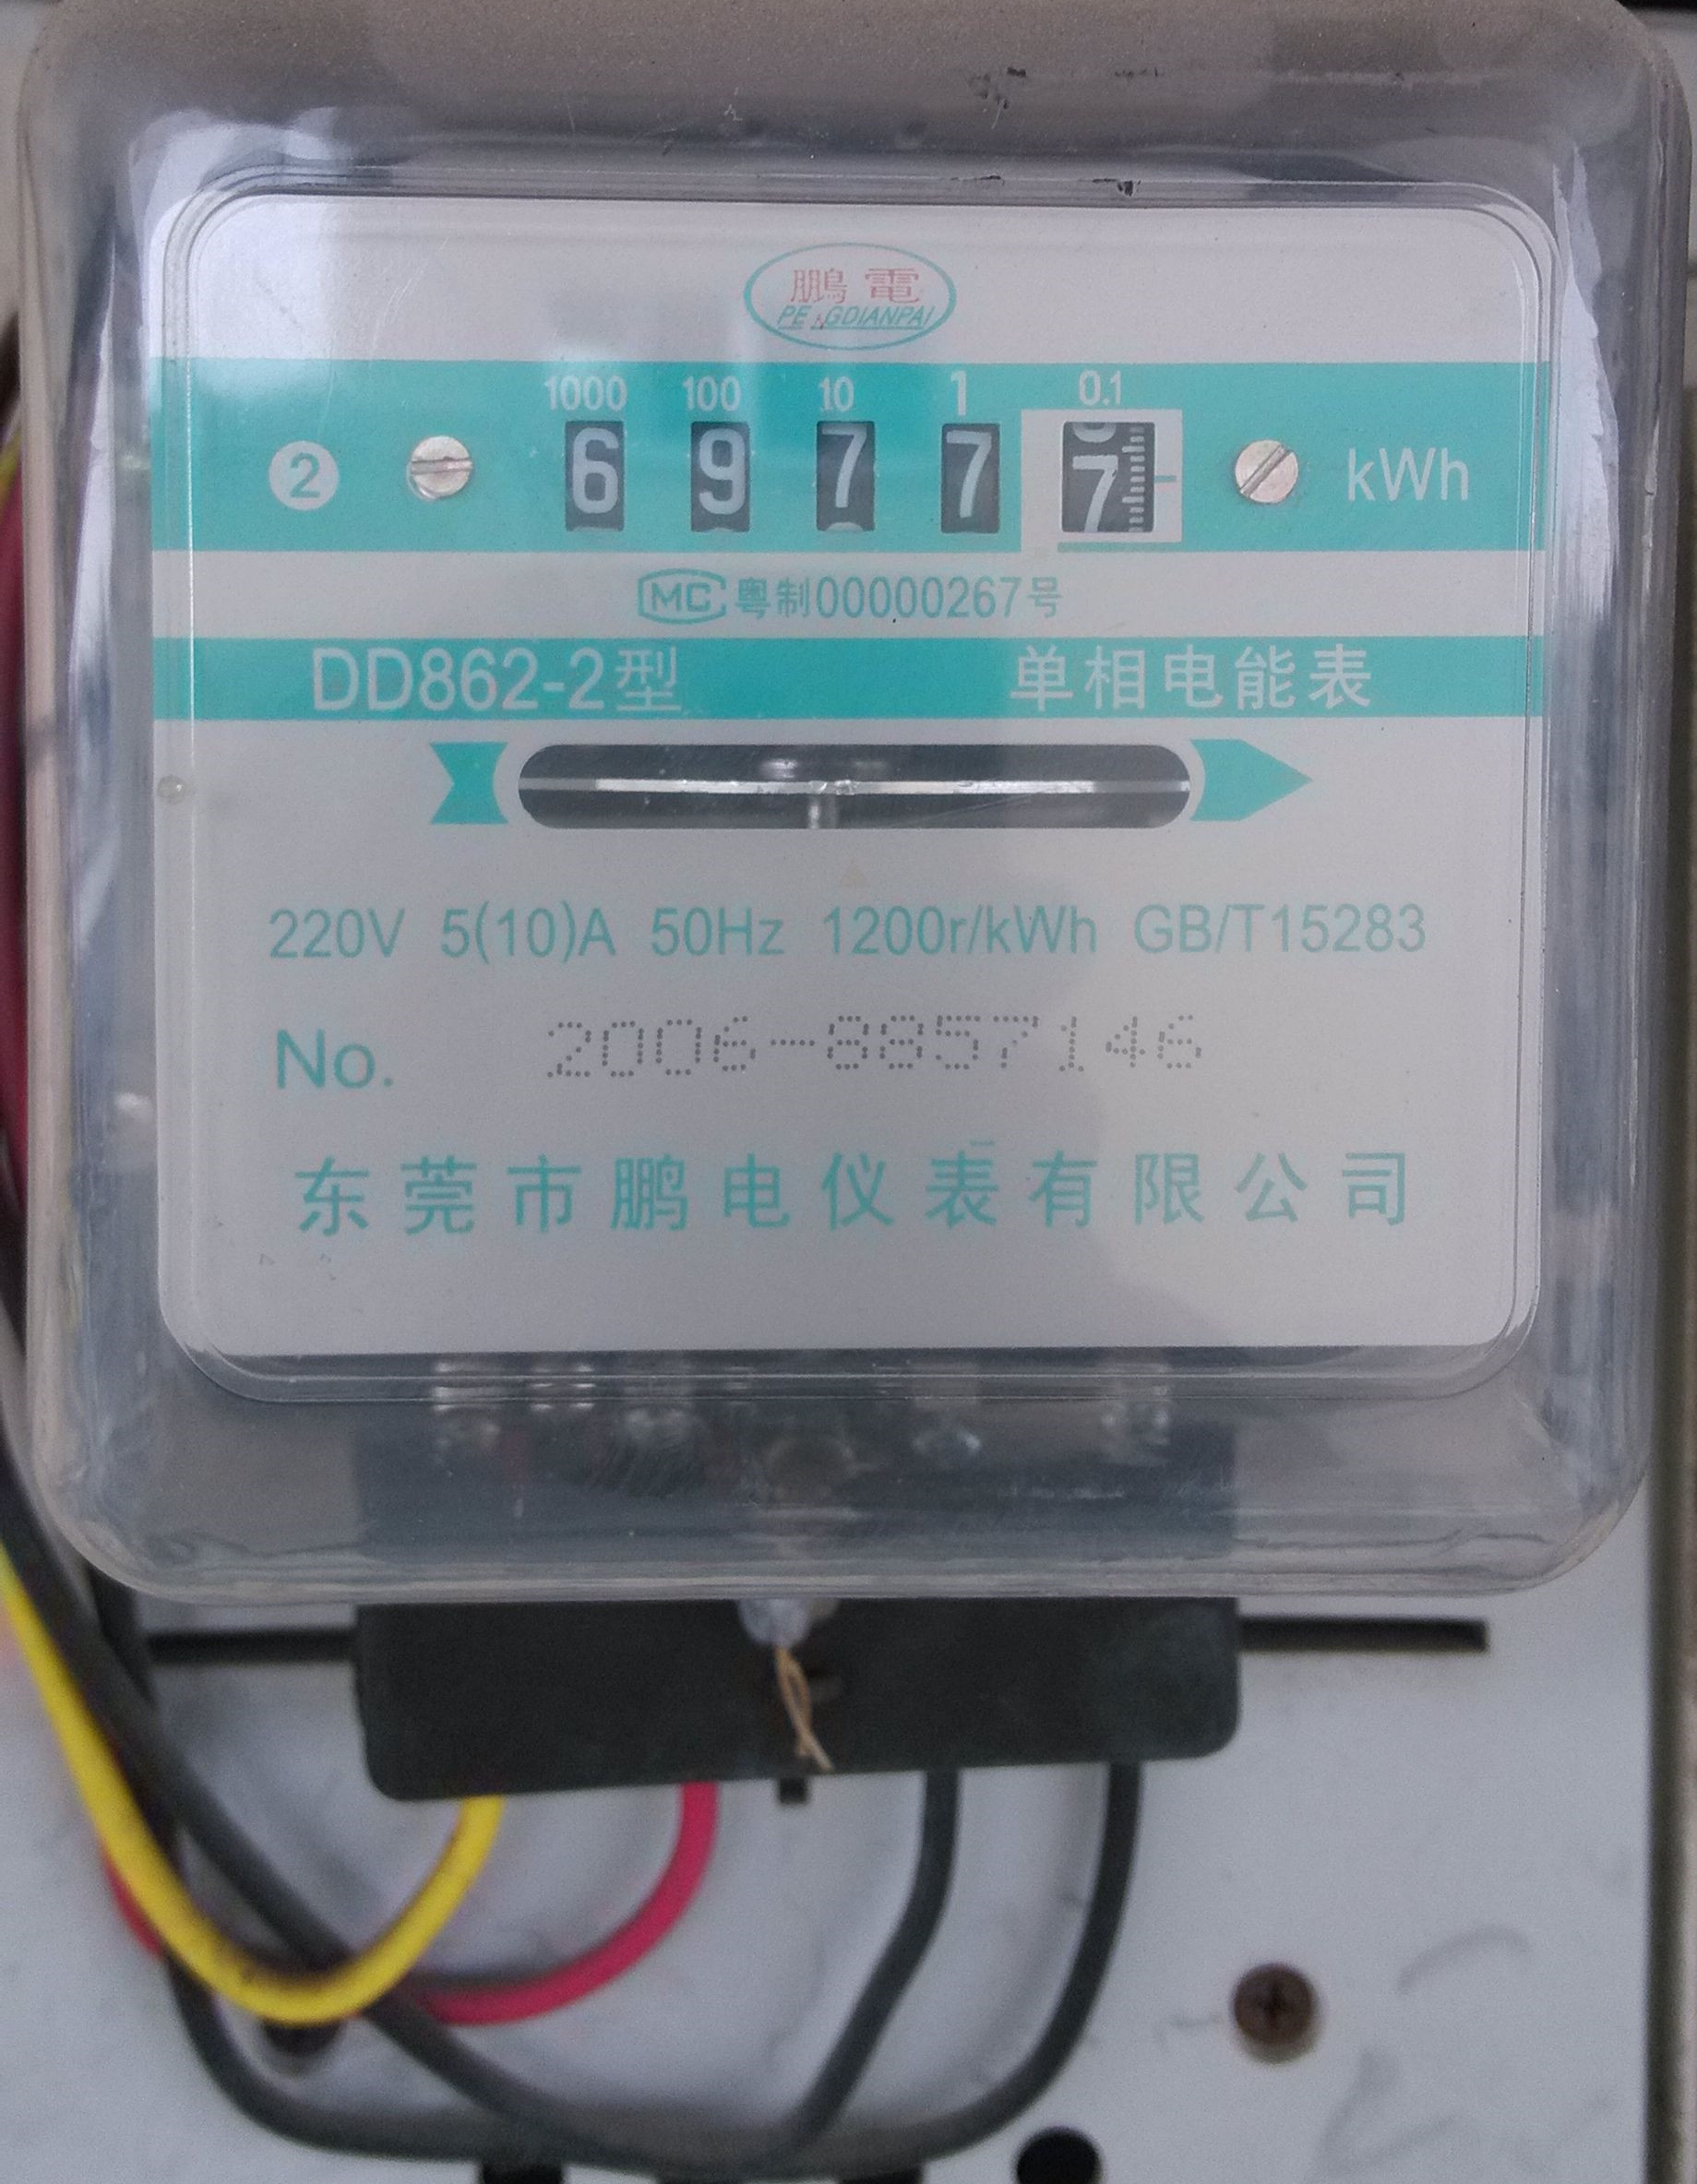 鵬電
PENGDIANPAI
1000 100 10 1 0.1
2 6 9 7 7 7 kWh
MC 粤制00000267号
DD862-2型 单相电能表
220V 5(10)A 50Hz 1200r/kWh GB/T15283
No. 2006-8857146
东莞市鹏电仪表有限公司